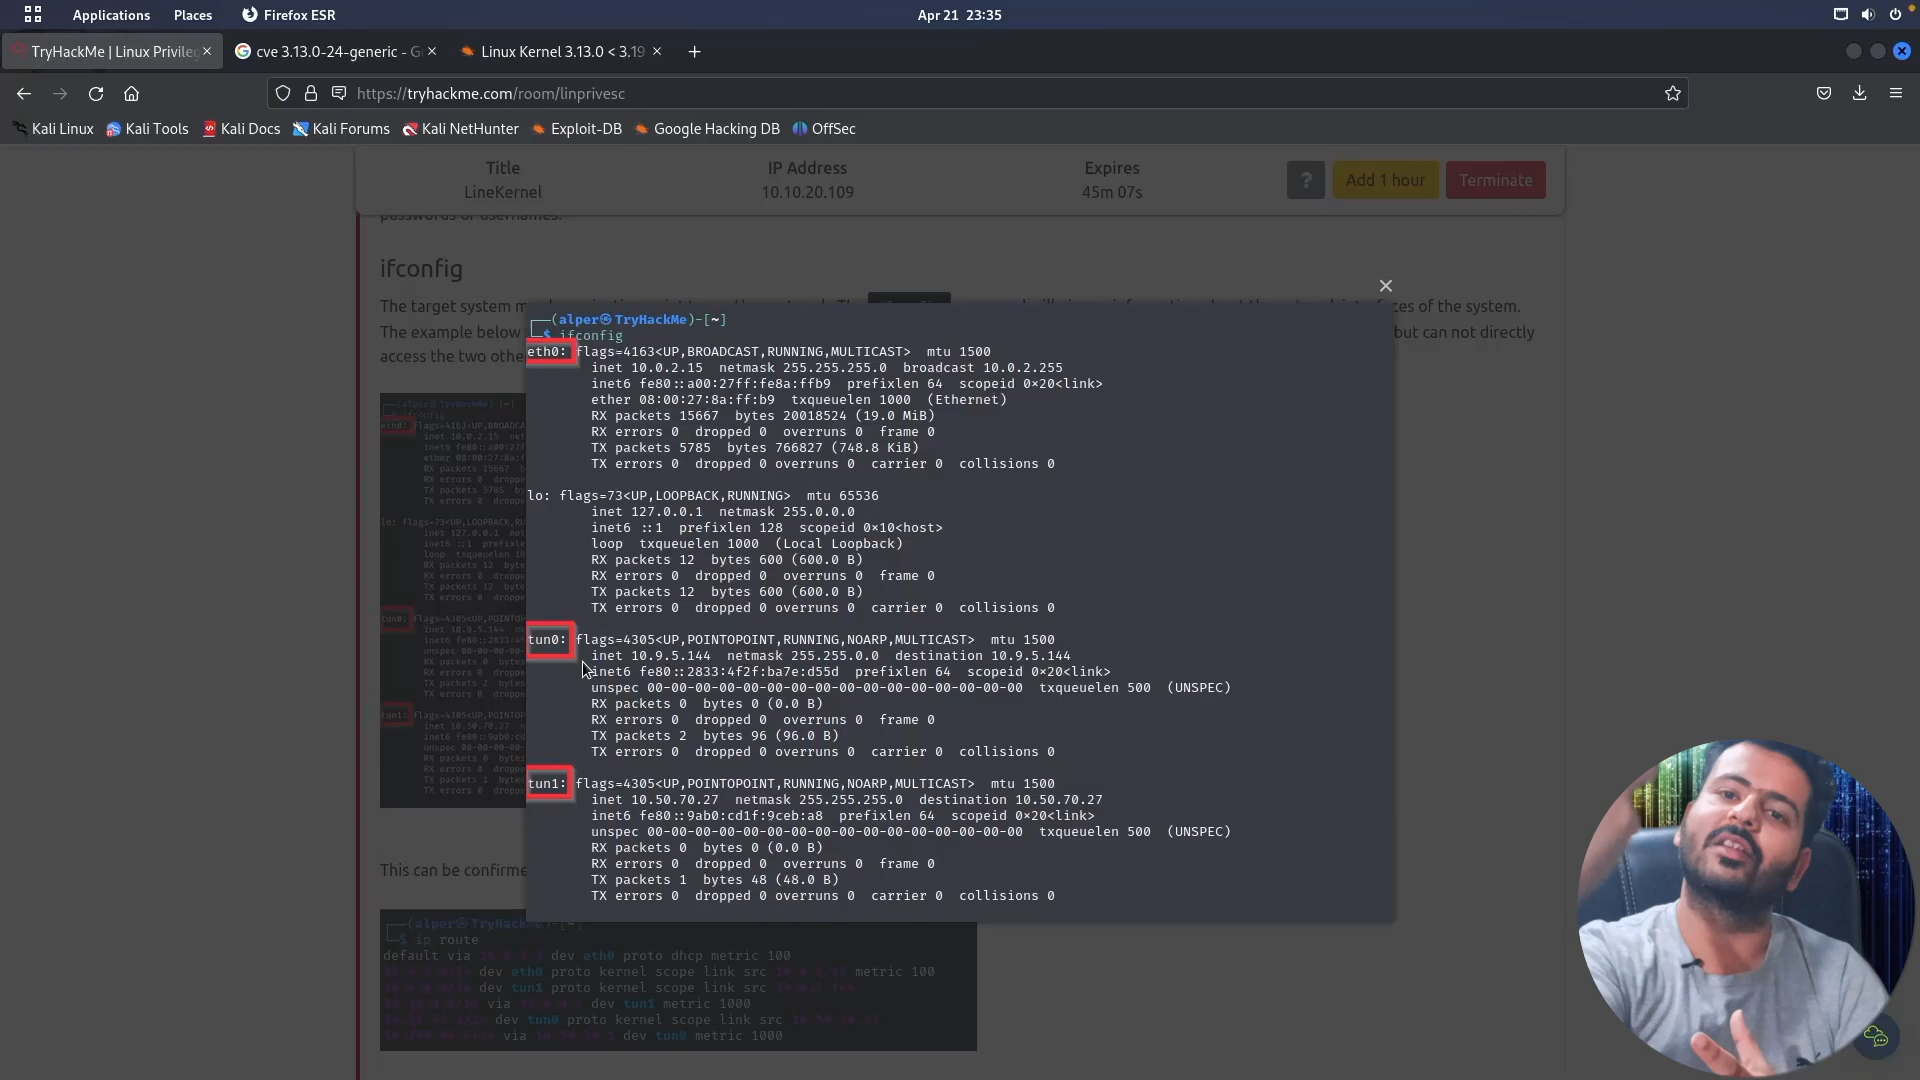 Applications Places Firefox ESR Apr 21 23:35
TryHackMe | Linux Privileg cve 3.13.0-24-generic - G Linux Kernel 3.13.0 < 3.19
https://tryhackme.com/room/linprivesc
Kali Linux Kali Tools Kali Docs Kali Forums Kali NetHunter Exploit-DB Google Hacking DB OffSec
Title IP Address Expires
LineKernel 10.10.20.109 45m 07s ? Add 1 hour Terminate
passwords or usernames.
ifconfig
The target system m
ces of the system.
The example below
but can not directly
access the two othe
┌──(alper㉿TryHackMe)-[~]
└─$ ifconfig
eth0: flags=4163<UP,BROADCAST,RUNNING,MULTICAST> mtu 1500
inet 10.0.2.15 netmask 255.255.255.0 broadcast 10.0.2.255
inet6 fe80::a00:27ff:fe8a:ffb9 prefixlen 64 scopeid 0×20<link>
ether 08:00:27:8a:ff:b9 txqueuelen 1000 (Ethernet)
RX packets 15667 bytes 20018524 (19.0 MiB)
RX errors 0 dropped 0 overruns 0 frame 0
TX packets 5785 bytes 766827 (748.8 KiB)
TX errors 0 dropped 0 overruns 0 carrier 0 collisions 0
lo: flags=73<UP,LOOPBACK,RUNNING> mtu 65536
inet 127.0.0.1 netmask 255.0.0.0
inet6 ::1 prefixlen 128 scopeid 0×10<host>
loop txqueuelen 1000 (Local Loopback)
RX packets 12 bytes 600 (600.0 B)
RX errors 0 dropped 0 overruns 0 frame 0
TX packets 12 bytes 600 (600.0 B)
TX errors 0 dropped 0 overruns 0 carrier 0 collisions 0
tun0: flags=4305<UP,POINTOPOINT,RUNNING,NOARP,MULTICAST> mtu 1500
inet 10.9.5.144 netmask 255.255.0.0 destination 10.9.5.144
inet6 fe80::2833:4f2f:ba7e:d55d prefixlen 64 scopeid 0×20<link>
unspec 00-00-00-00-00-00-00-00-00-00-00-00-00-00-00-00 txqueuelen 500 (UNSPEC)
RX packets 0 bytes 0 (0.0 B)
RX errors 0 dropped 0 overruns 0 frame 0
TX packets 2 bytes 96 (96.0 B)
TX errors 0 dropped 0 overruns 0 carrier 0 collisions 0
tun1: flags=4305<UP,POINTOPOINT,RUNNING,NOARP,MULTICAST> mtu 1500
inet 10.50.70.27 netmask 255.255.255.0 destination 10.50.70.27
inet6 fe80::9ab0:cd1f:9ceb:a8 prefixlen 64 scopeid 0×20<link>
unspec 00-00-00-00-00-00-00-00-00-00-00-00-00-00-00-00 txqueuelen 500 (UNSPEC)
RX packets 0 bytes 0 (0.0 B)
RX errors 0 dropped 0 overruns 0 frame 0
TX packets 1 bytes 48 (48.0 B)
TX errors 0 dropped 0 overruns 0 carrier 0 collisions 0
This can be confirme
┌──(alper㉿TryHackMe)-[~]
└─$ ip route
default via dev eth0 proto dhcp metric 100
dev eth0 proto kernel scope link src metric 100
dev tun1 proto kernel scope link src
via dev tun1 metric 1000
dev tun0 proto kernel scope link src
via dev tun0 metric 1000